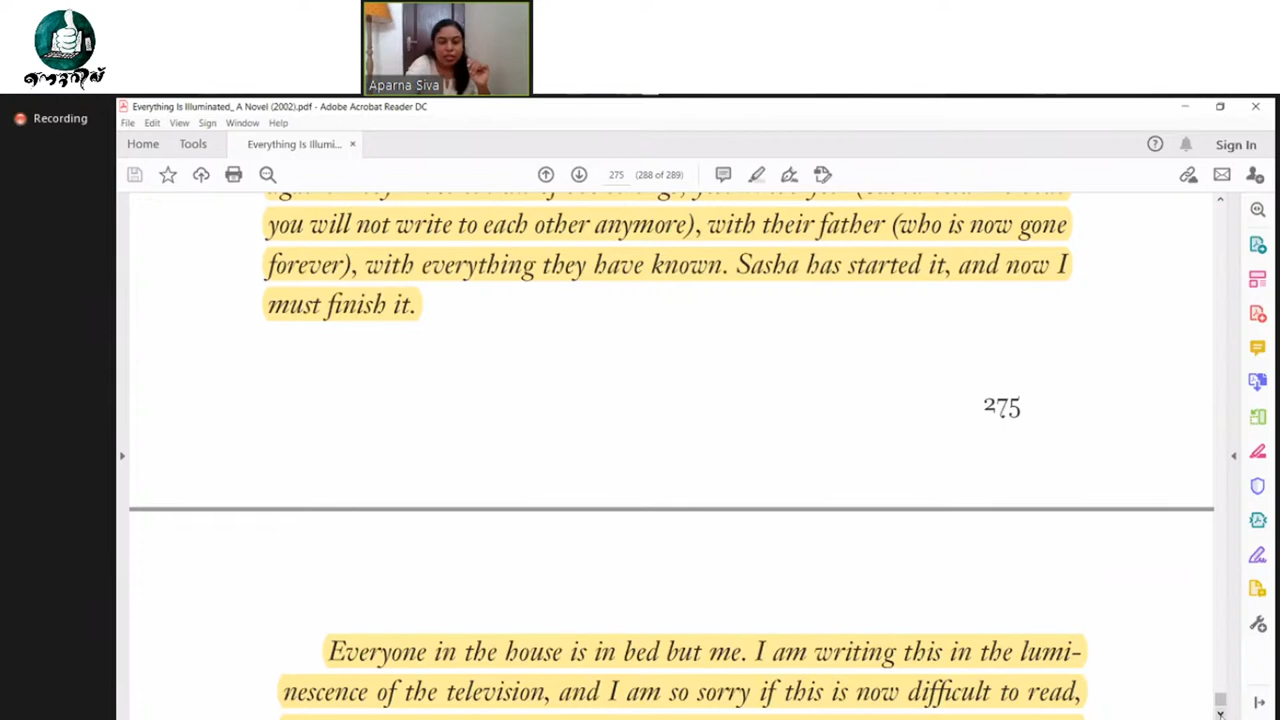 Aparna Siva
Recording
Everything Is Illuminated_ A Novel (2002).pdf - Adobe Acrobat Reader DC
File Edit View Sign Window Help
Home Tools Everything Is Illumi... ×
Sign In
275 (288 of 289)
you will not write to each other anymore), with their father (who is now gone
forever), with everything they have known. Sasha has started it, and now I
must finish it.
275
Everyone in the house is in bed but me. I am writing this in the lumi-
nescence of the television, and I am so sorry if this is now difficult to read,